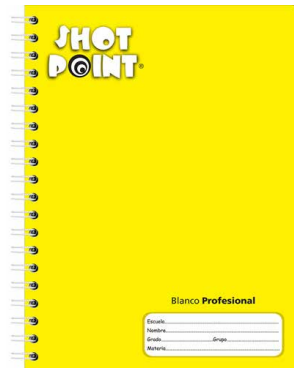 SHOT
POINT®
Blanco Profesional
Escuela
Nombre
Grado Grupo
Materia